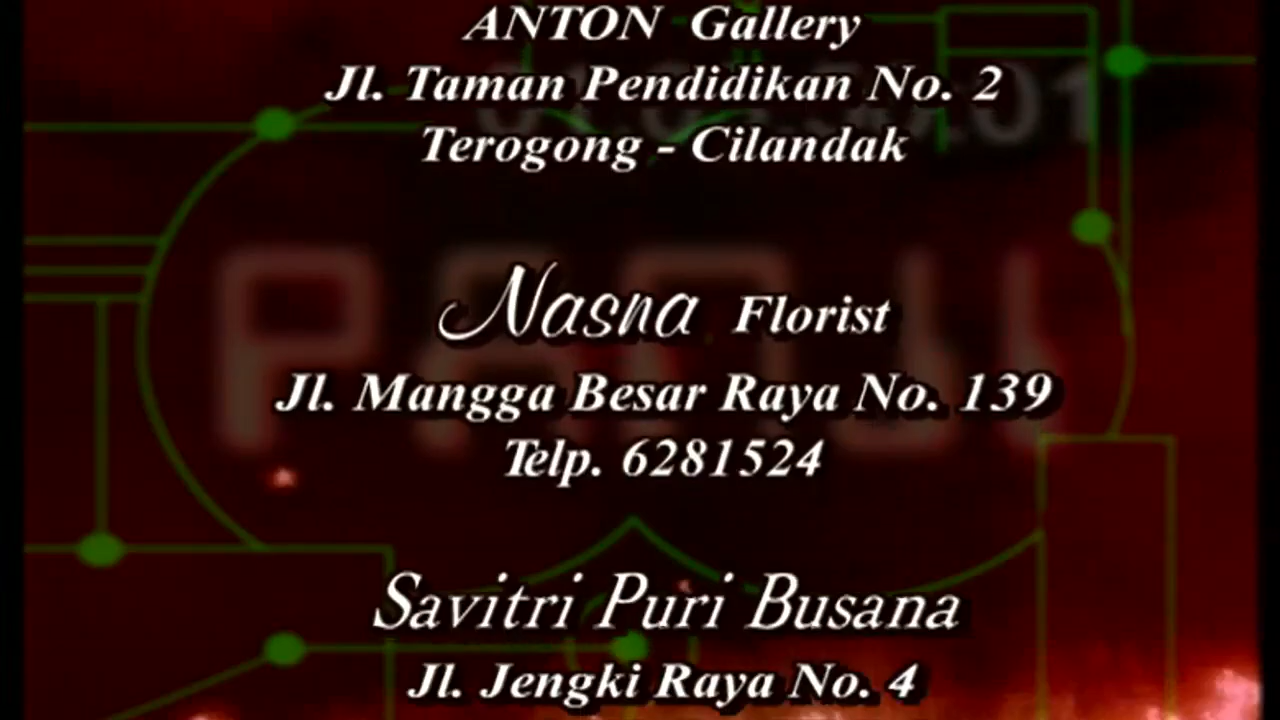 ANTON Gallery
Jl. Taman Pendidikan No. 2
Terogong - Cilandak
Nasna Florist
Jl. Mangga Besar Raya No. 139
Telp. 6281524
Savitri Puri Busana
Jl. Jengki Raya No. 4